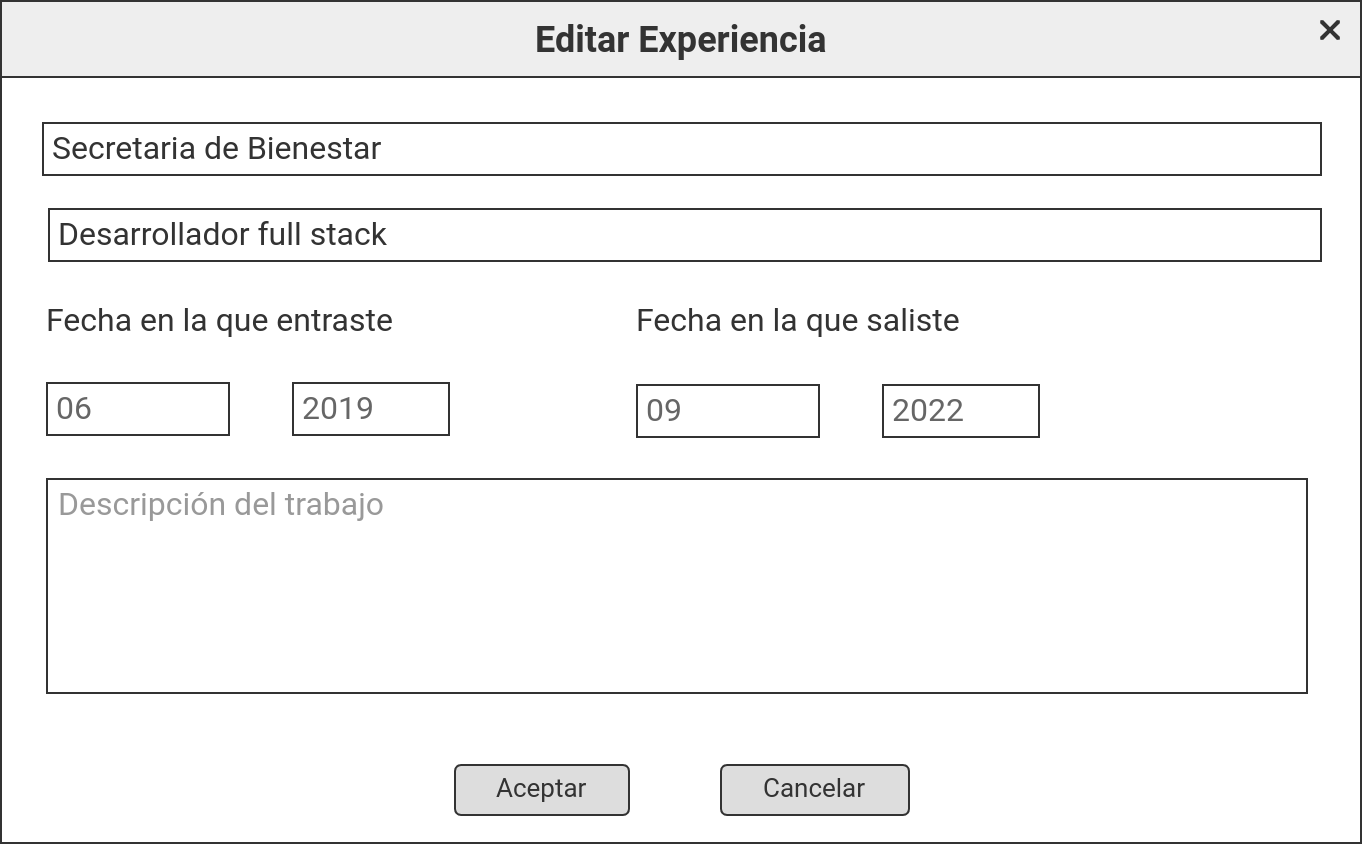 Editar Experiencia
Secretaria de Bienestar
Desarrollador full stack
Fecha en la que entraste
Fecha en la que saliste
06
2019
09
2022
Descripción del trabajo
Aceptar
Cancelar